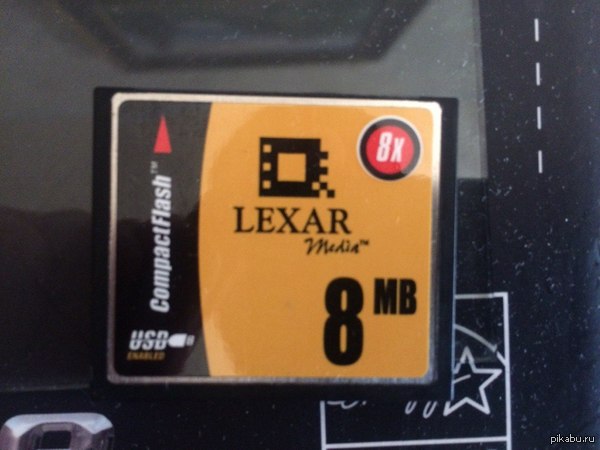 8x
CompactFlash™
LEXAR
Media™
8 MB
USB
ENABLED
pikabu.ru